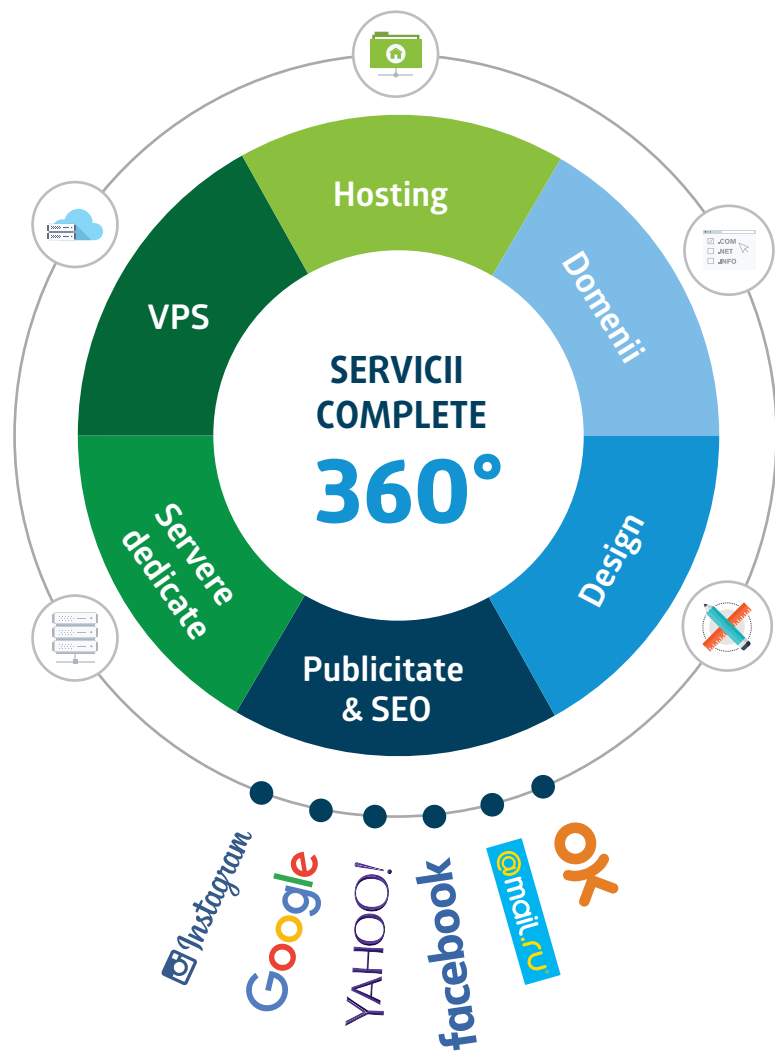 Hosting
Domenii
.COM
.NET
.INFO
VPS
SERVICII
COMPLETE
360°
Servere
dedicate
Design
Publicitate
& SEO
Instagram
Google
YAHOO!
facebook
@mail.ru
ok